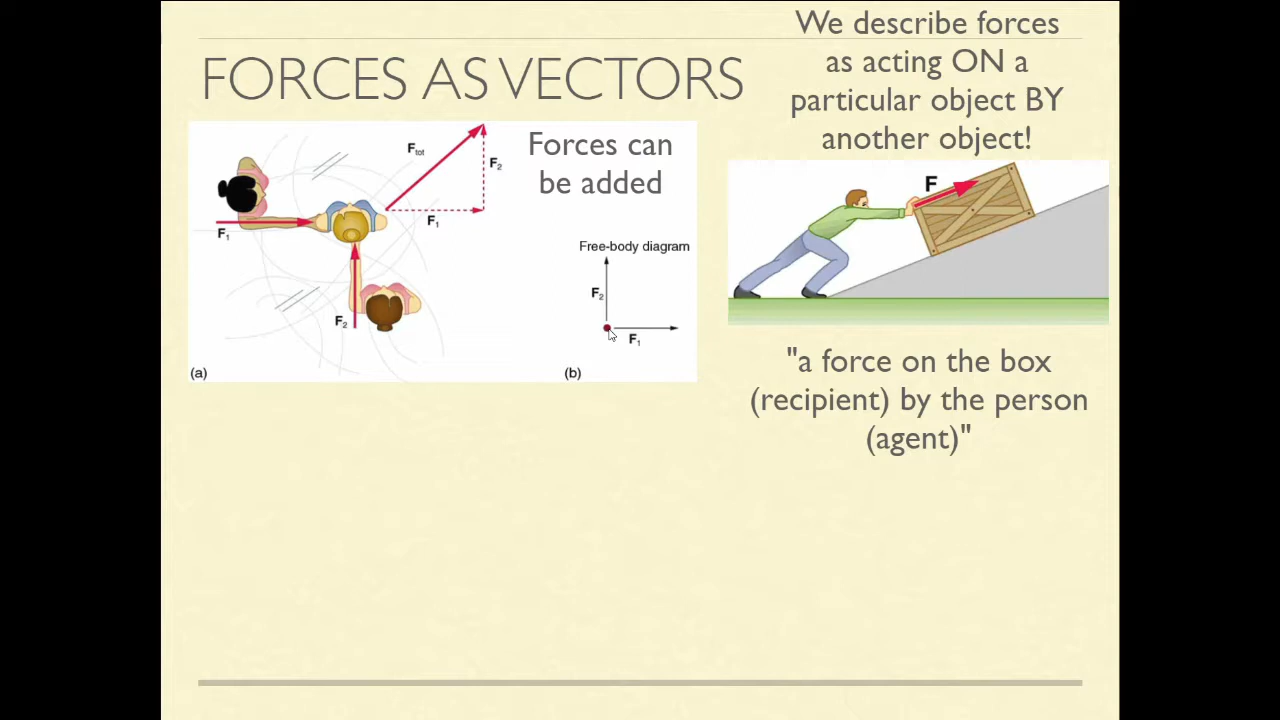 FORCES AS VECTORS
We describe forces
as acting ON a
particular object BY
another object!
Forces can
be added
F₁
F₂
Ftot
F₁
F₂
(a)
Free-body diagram
F₂
F₁
(b)
F
"a force on the box
(recipient) by the person
(agent)"